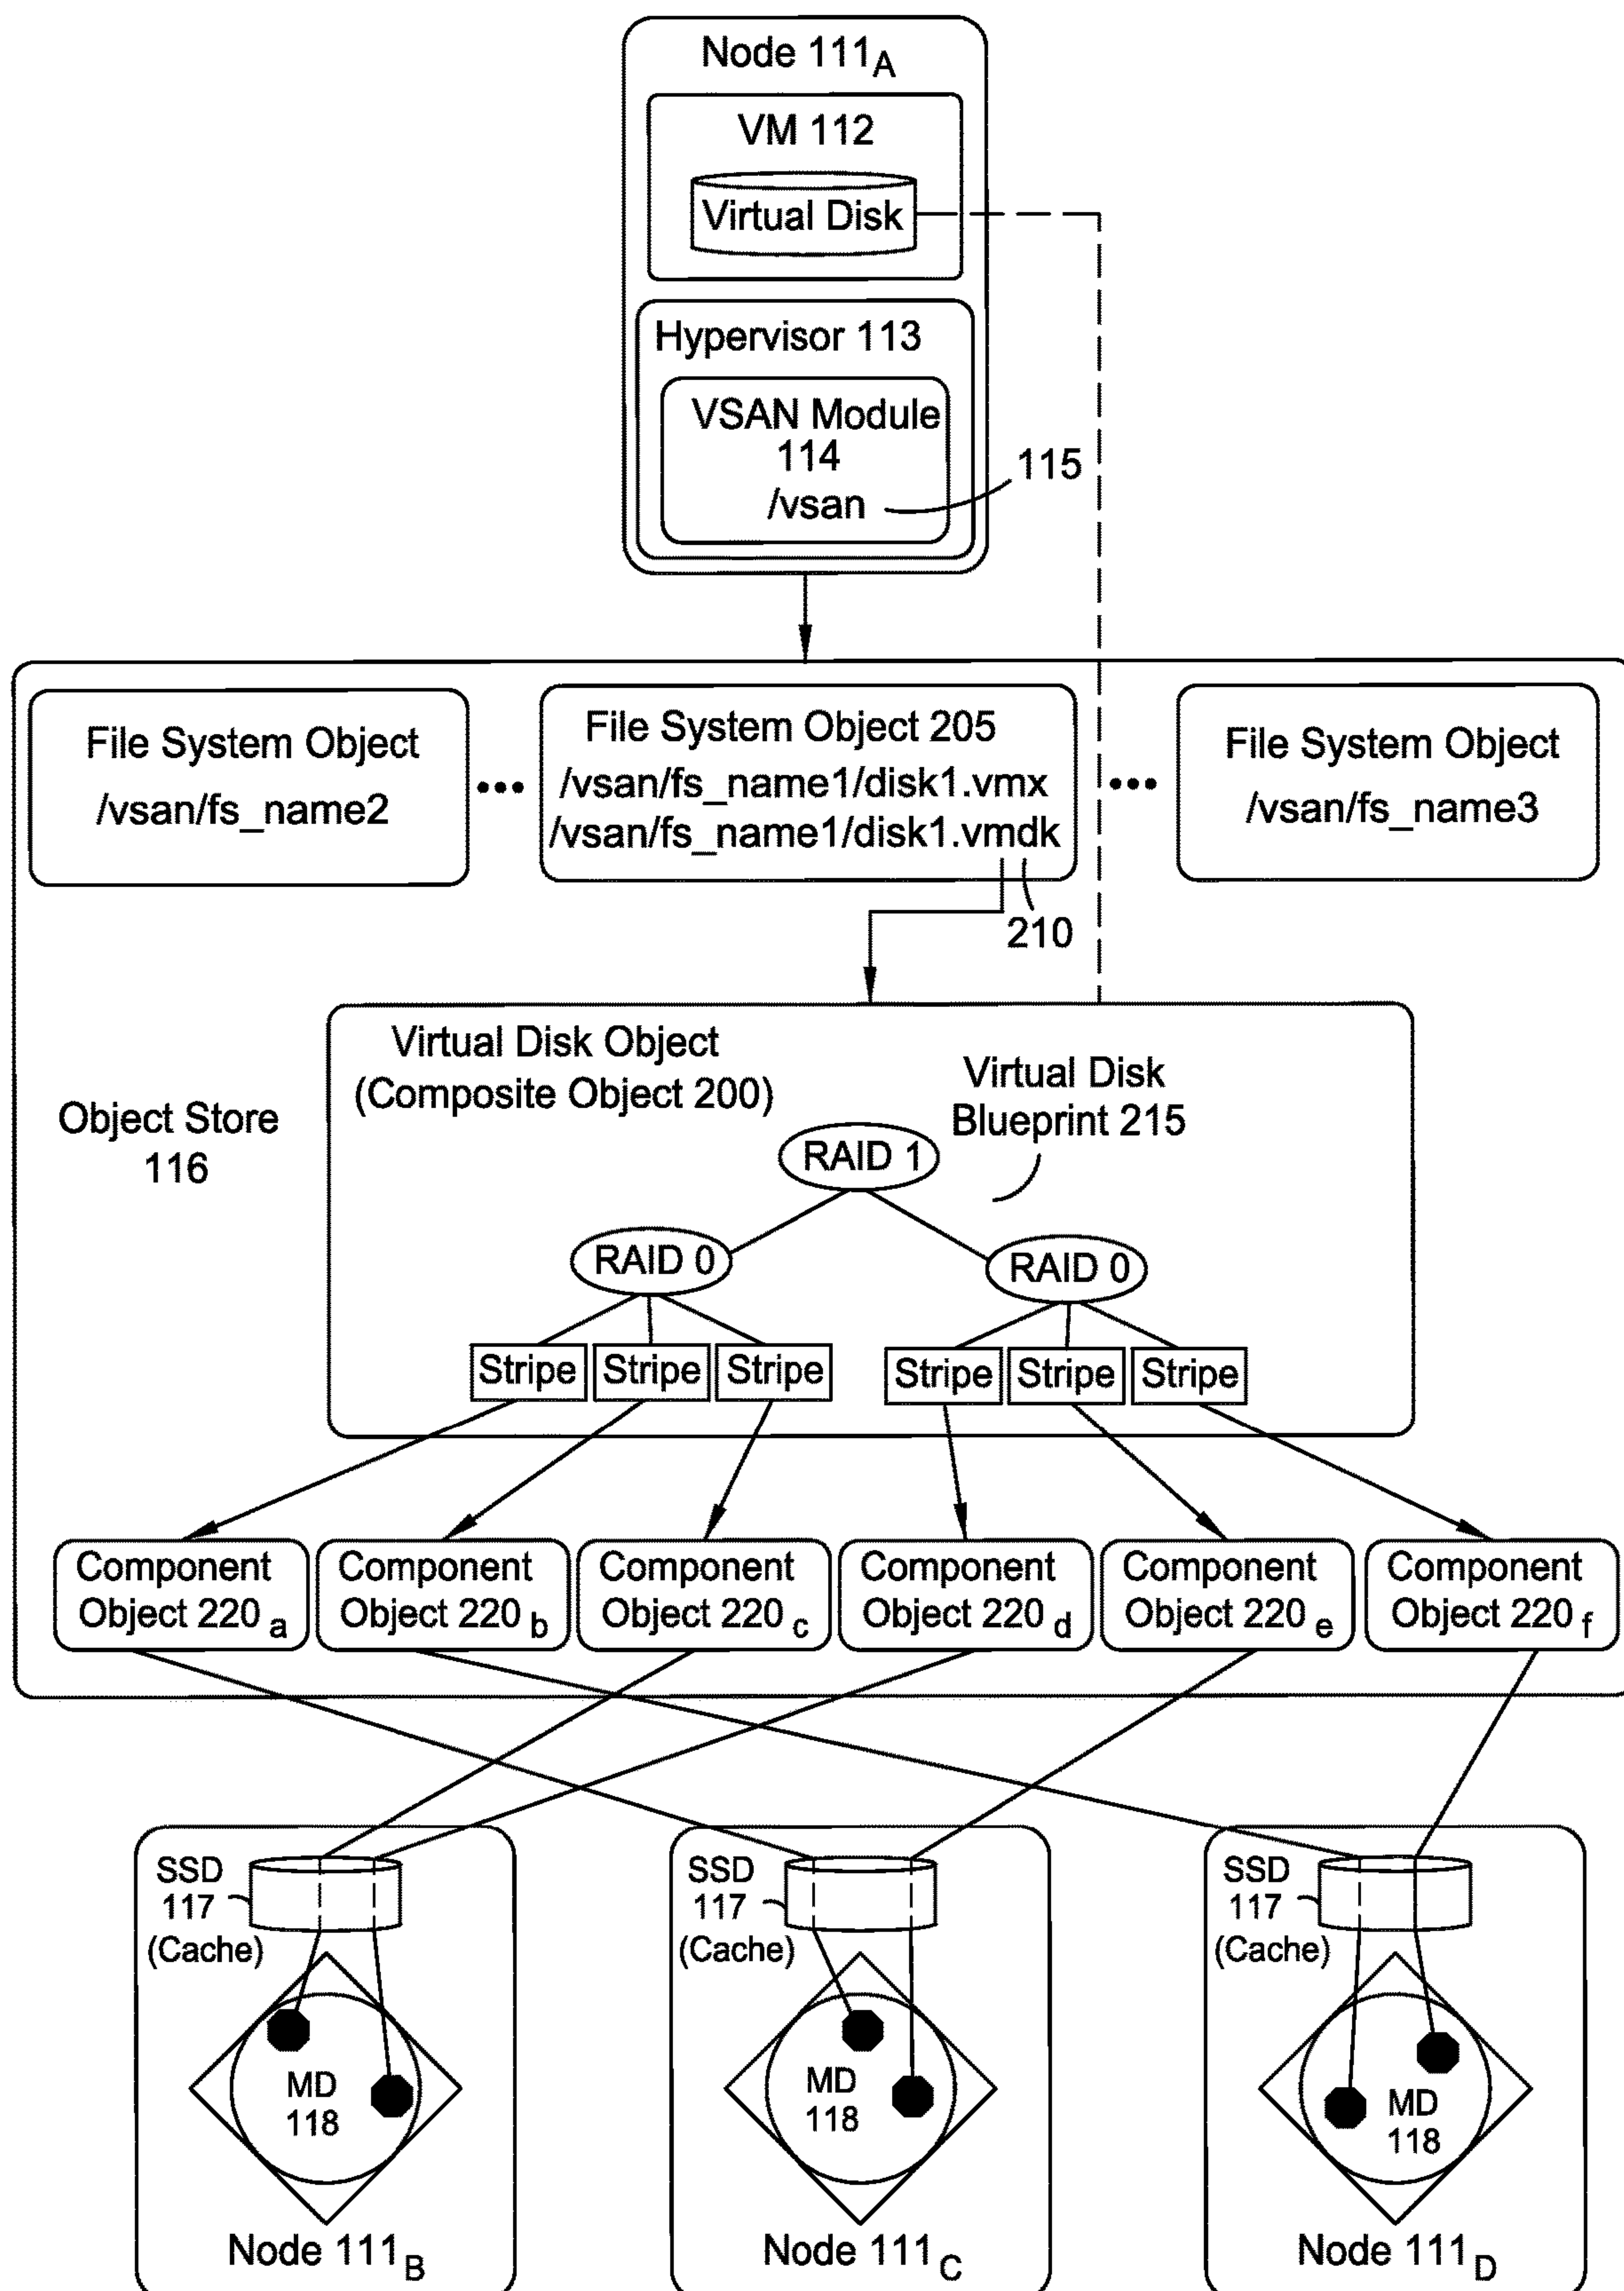 Node 111A
VM 112
Virtual Disk
Hypervisor 113
VSAN Module
114
/vsan
115
File System Object
/vsan/fs_name2
•••
File System Object 205
/vsan/fs_name1/disk1.vmx
/vsan/fs_name1/disk1.vmdk
•••
File System Object
/vsan/fs_name3
210
Virtual Disk Object
(Composite Object 200)
Virtual Disk
Blueprint 215
Object Store
116
RAID 1
RAID 0
RAID 0
Stripe
Stripe
Stripe
Stripe
Stripe
Stripe
Component
Object 220 a
Component
Object 220 b
Component
Object 220 c
Component
Object 220 d
Component
Object 220 e
Component
Object 220 f
SSD
117
(Cache)
MD
118
Node 111B
SSD
117
(Cache)
MD
118
Node 111C
SSD
117
(Cache)
MD
118
Node 111D